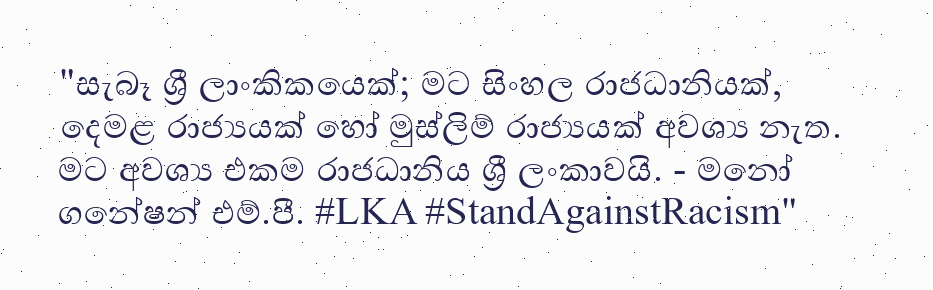 "සැබෑ ශ්‍රී ලාංකිකයෙක්; මට සිංහල රාජධානියක්,
දෙමළ රාජ්‍යයක් හෝ මුස්ලිම් රාජ්‍යයක් අවශ්‍ය නැත.
මට අවශ්‍ය එකම රාජධානිය ශ්‍රී ලංකාවයි. - මනෝ
ගනේෂන් එම්.පී. #LKA #StandAgainstRacism"